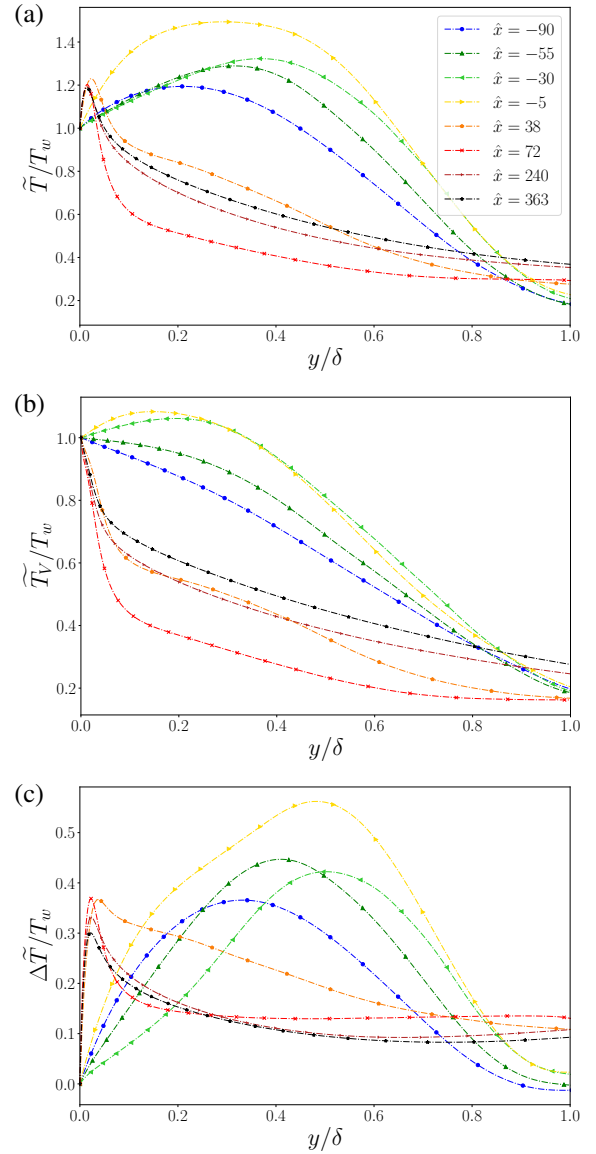 (a)
T̃/T_w
1.4
1.2
1.0
0.8
0.6
0.4
0.2
x̂ = −90
x̂ = −55
x̂ = −30
x̂ = −5
x̂ = 38
x̂ = 72
x̂ = 240
x̂ = 363
0.0 0.2 0.4 0.6 0.8 1.0
y/δ
(b)
T̃_V/T_w
1.0
0.8
0.6
0.4
0.2
0.0 0.2 0.4 0.6 0.8 1.0
y/δ
(c)
ΔT̃/T_w
0.5
0.4
0.3
0.2
0.1
0.0
0.0 0.2 0.4 0.6 0.8 1.0
y/δ